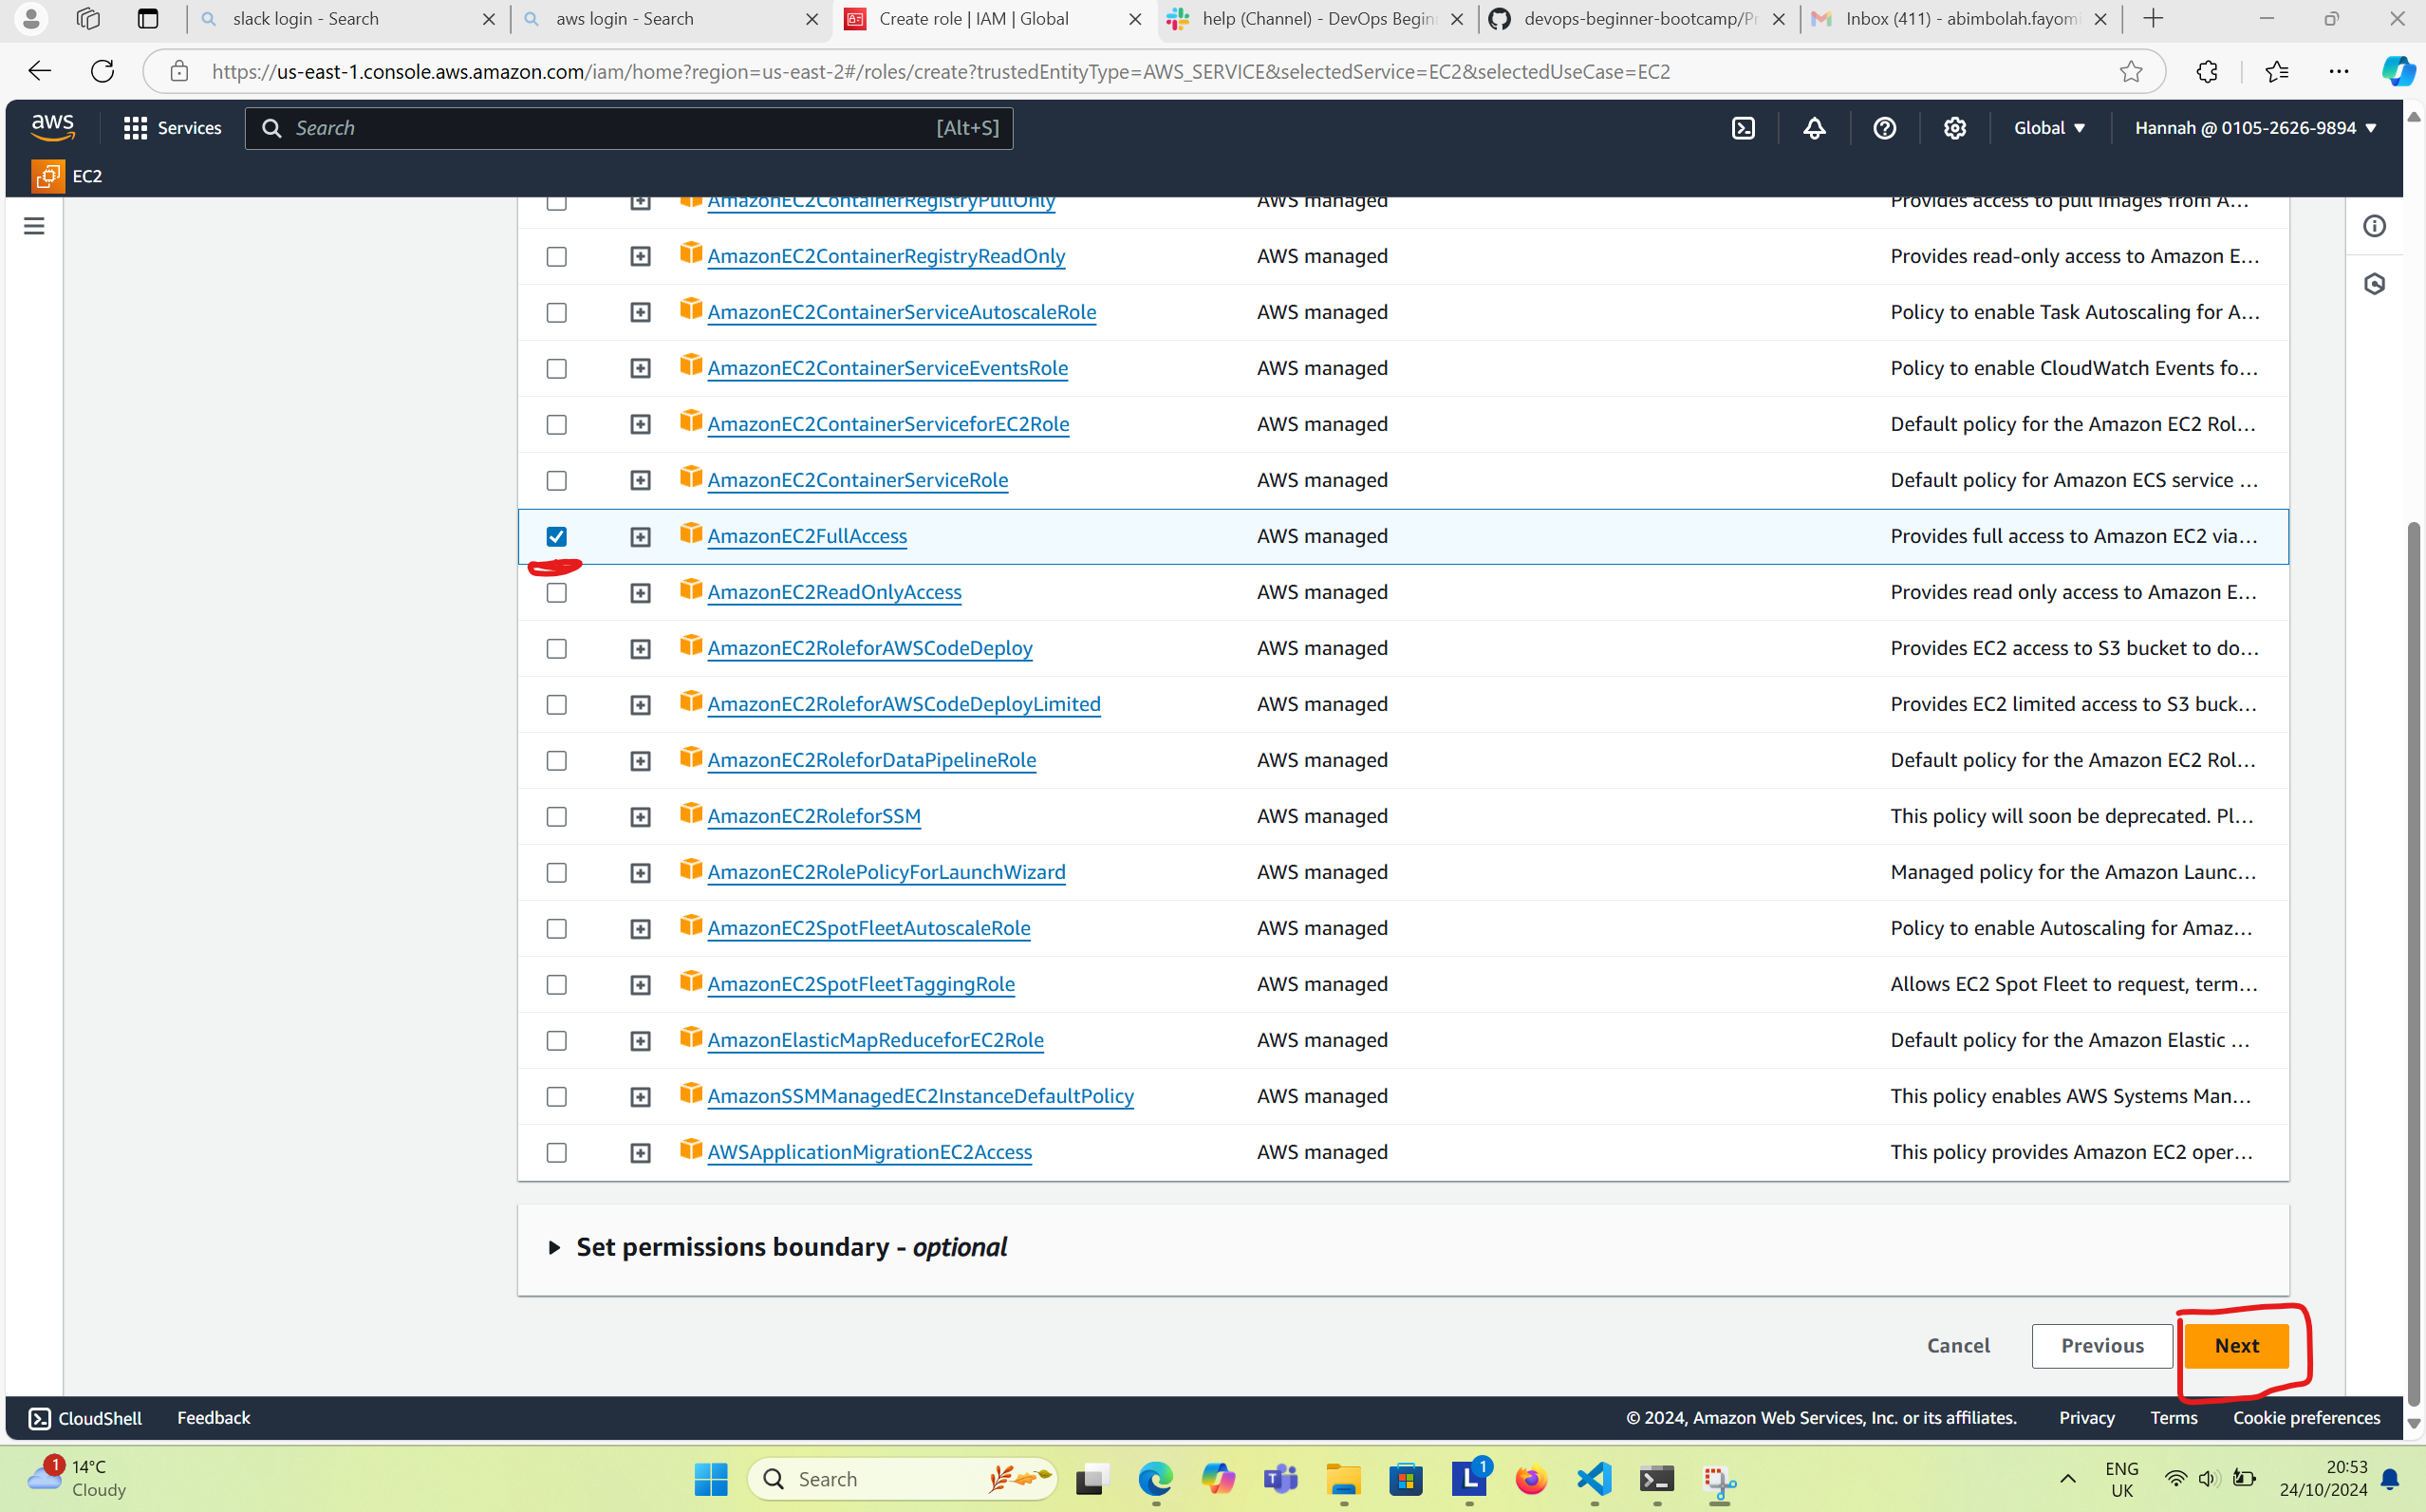 slack login - Search
aws login - Search
Create role | IAM | Global
help (Channel) - DevOps Begin
devops-beginner-bootcamp/Pr
Inbox (411) - abimbolah.fayomi
https://us-east-1.console.aws.amazon.com/iam/home?region=us-east-2#/roles/create?trustedEntityType=AWS_SERVICE&selectedService=EC2&selectedUseCase=EC2
aws
Services
Search
[Alt+S]
Global
Hannah @ 0105-2626-9894
EC2
AmazonEC2ContainerRegistryPullOnly AWS managed Provides access to pull images from A...
AmazonEC2ContainerRegistryReadOnly AWS managed Provides read-only access to Amazon E...
AmazonEC2ContainerServiceAutoscaleRole AWS managed Policy to enable Task Autoscaling for A...
AmazonEC2ContainerServiceEventsRole AWS managed Policy to enable CloudWatch Events fo...
AmazonEC2ContainerServiceforEC2Role AWS managed Default policy for the Amazon EC2 Rol...
AmazonEC2ContainerServiceRole AWS managed Default policy for Amazon ECS service ...
AmazonEC2FullAccess AWS managed Provides full access to Amazon EC2 via...
AmazonEC2ReadOnlyAccess AWS managed Provides read only access to Amazon E...
AmazonEC2RoleforAWSCodeDeploy AWS managed Provides EC2 access to S3 bucket to do...
AmazonEC2RoleforAWSCodeDeployLimited AWS managed Provides EC2 limited access to S3 buck...
AmazonEC2RoleforDataPipelineRole AWS managed Default policy for the Amazon EC2 Rol...
AmazonEC2RoleforSSM AWS managed This policy will soon be deprecated. Pl...
AmazonEC2RolePolicyForLaunchWizard AWS managed Managed policy for the Amazon Launc...
AmazonEC2SpotFleetAutoscaleRole AWS managed Policy to enable Autoscaling for Amaz...
AmazonEC2SpotFleetTaggingRole AWS managed Allows EC2 Spot Fleet to request, term...
AmazonElasticMapReduceforEC2Role AWS managed Default policy for the Amazon Elastic ...
AmazonSSMManagedEC2InstanceDefaultPolicy AWS managed This policy enables AWS Systems Man...
AWSApplicationMigrationEC2Access AWS managed This policy provides Amazon EC2 oper...
Set permissions boundary - optional
Cancel
Previous
Next
CloudShell
Feedback
© 2024, Amazon Web Services, Inc. or its affiliates.
Privacy
Terms
Cookie preferences
1
14°C
Cloudy
Search
L
1
ENG
UK
20:53
24/10/2024